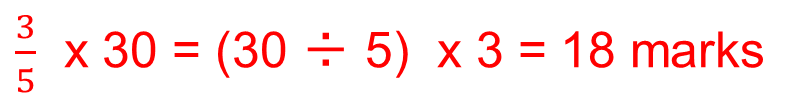 3/5 x 30 = (30 ÷ 5) x 3 = 18 marks